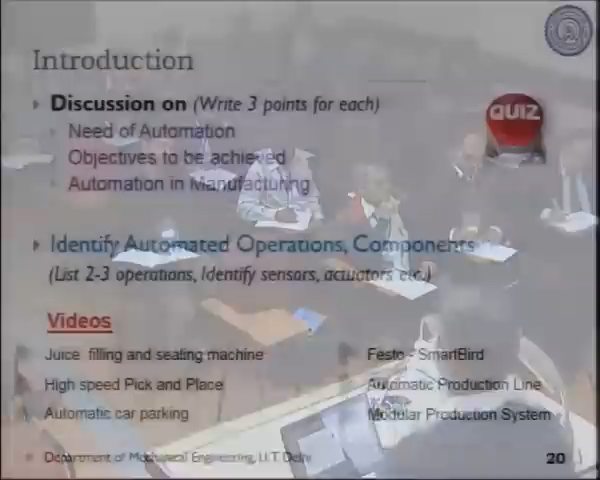 Introduction
Discussion on (Write 3 points for each)
QUIZ
Need of Automation
Objectives to be achieved
Automation in Manufacturing
Identify Automated Operations, Components
(List 2-3 operations, Identify sensors, actuators etc.)
Videos
Juice filling and sealing machine
Festo - SmartBird
High speed Pick and Place
Automatic Production Line
Automatic car parking
Modular Production System
Department of Mechanical Engineering, I.I.T. Delhi
20